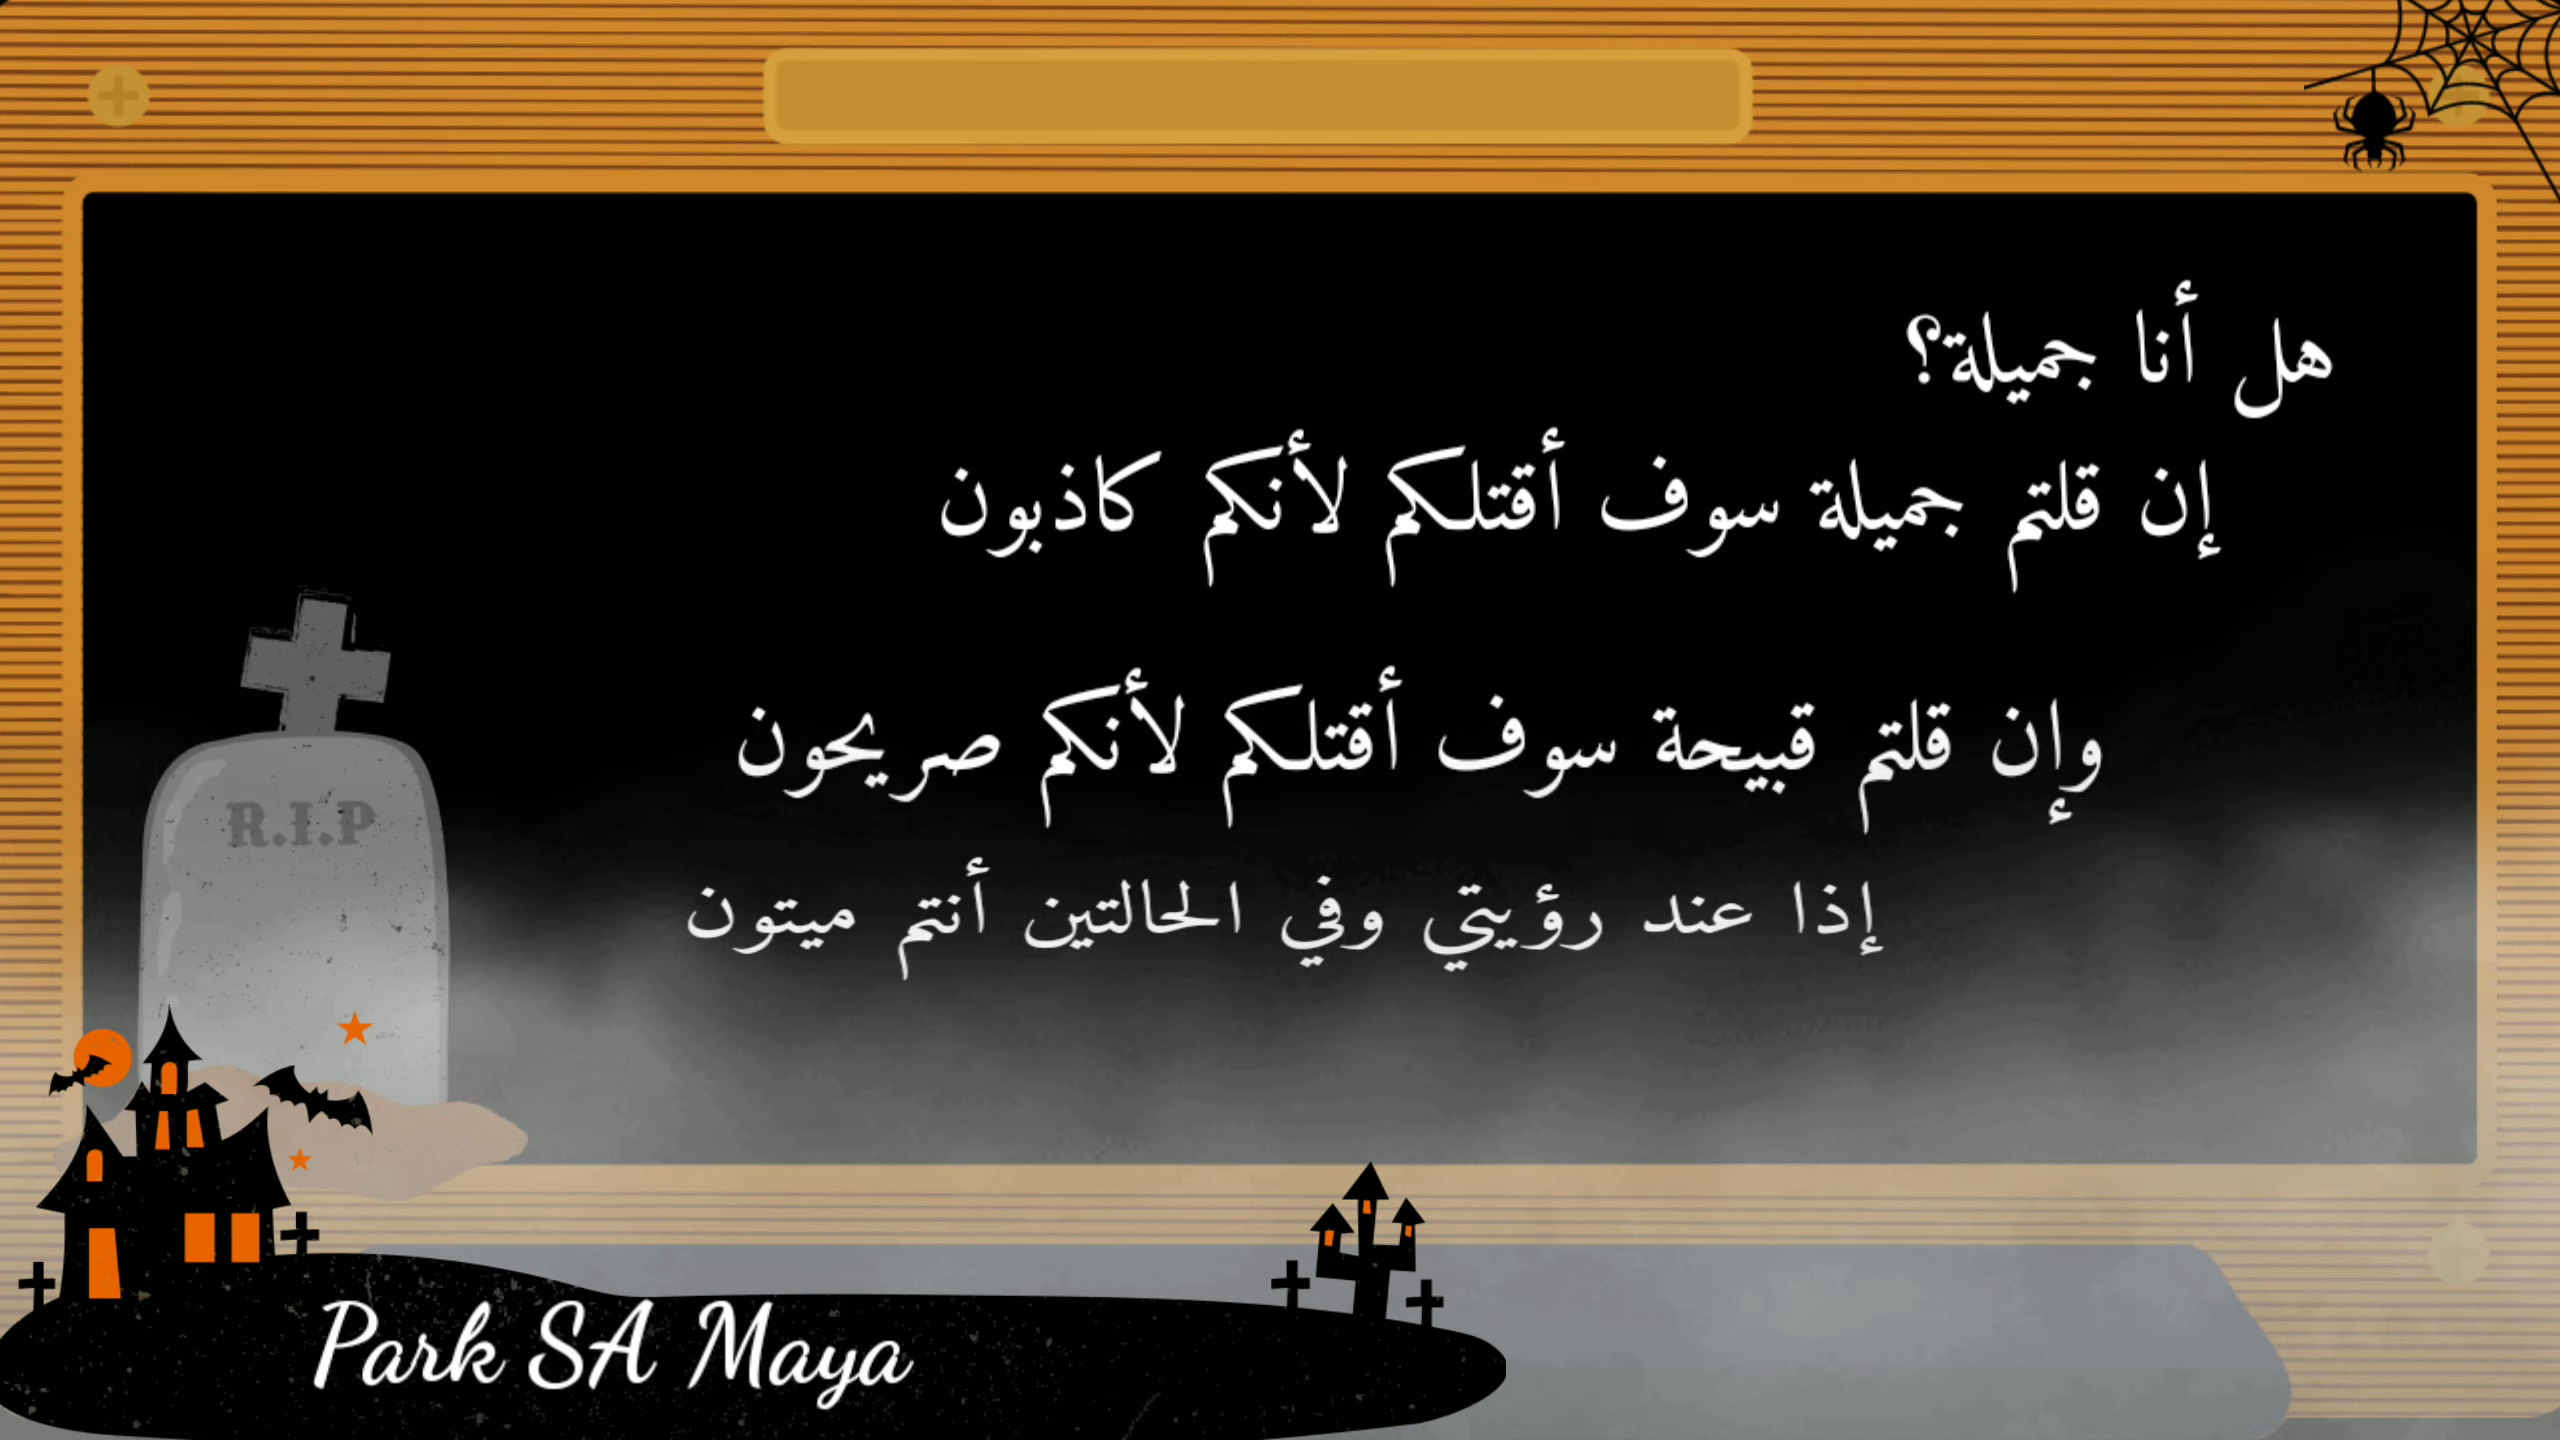 هل أنا جميلة؟
إن قلتم جميلة سوف أقتلكم لأنكم كاذبون
وإن قلتم قبيحة سوف أقتلكم لأنكم صريحون
إذا عند رؤيتي وفي الحالتين أنتم ميتون
R.I.P
Park SA Maya